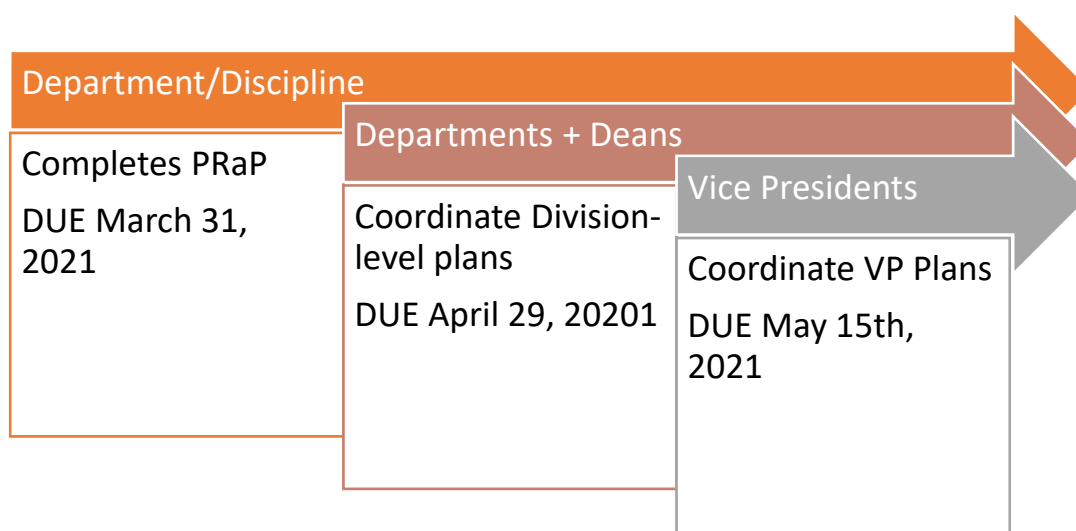 Department/Discipline
Completes PRaP
DUE March 31,
2021
Departments + Deans
Coordinate Division-
level plans
DUE April 29, 20201
Vice Presidents
Coordinate VP Plans
DUE May 15th,
2021